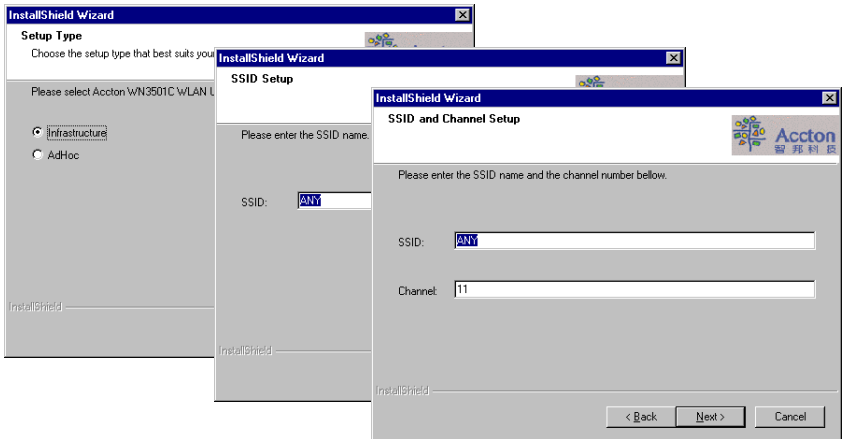 InstallShield Wizard
Setup Type
Choose the setup type that best suits your
Please select Accton WN3501C WLAN
Infrastructure
AdHoc
InstallShield
InstallShield Wizard
SSID Setup
Please enter the SSID name.
SSID: ANY
InstallShield
InstallShield Wizard
SSID and Channel Setup
Accton
智邦科技
Please enter the SSID name and the channel number bellow.
SSID: ANY
Channel: 11
InstallShield
< Back Next > Cancel